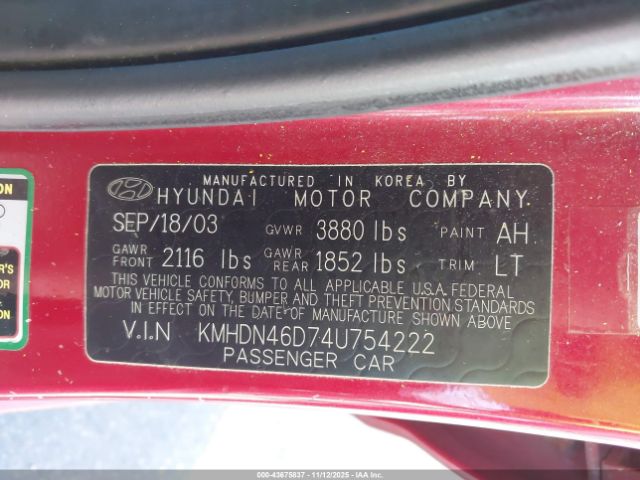 MANUFACTURED IN KOREA BY
HYUNDAI MOTOR COMPANY
SEP/18/03 GVWR 3880 lbs PAINT AH
GAWR FRONT 2116 lbs GAWR REAR 1852 lbs TRIM LT
THIS VEHICLE CONFORMS TO ALL APPLICABLE U.S.A. FEDERAL
MOTOR VEHICLE SAFETY, BUMPER AND THEFT PREVENTION STANDARDS
IN EFFECT ON THE DATE OF MANUFACTURE SHOWN ABOVE
V.I.N KMHDN46D74U754222
PASSENGER CAR
000-43675837 - 11/12/2025 - IAAI.COM